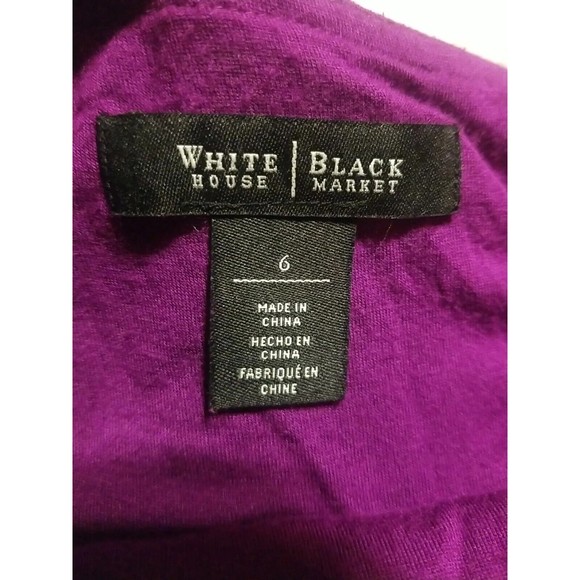 WHITE | BLACK
HOUSE | MARKET
6
MADE IN
CHINA
HECHO EN
CHINA
FABRIQUÉ EN
CHINE